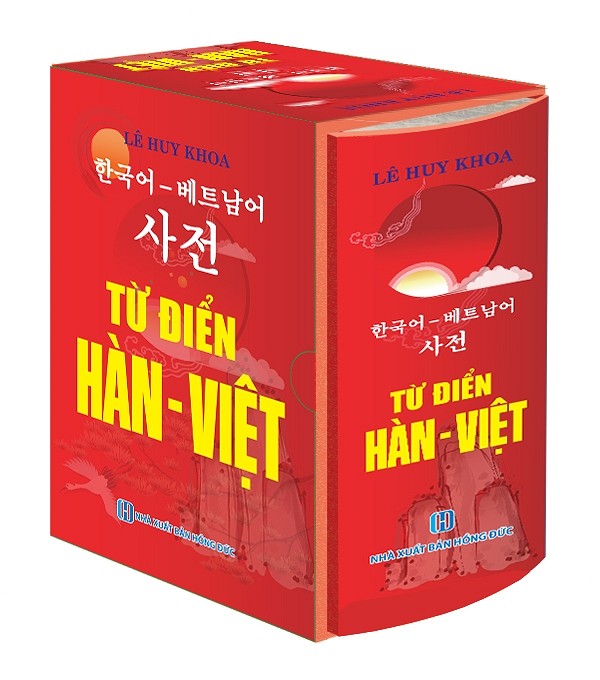 LÊ HUY KHOA
한국어 – 베트남어
사전
TỪ ĐIỂN
HÀN - VIỆT
NHÀ XUẤT BẢN HỒNG ĐỨC
LÊ HUY KHOA
한국어 – 베트남어
사전
TỪ ĐIỂN
HÀN - VIỆT
NHÀ XUẤT BẢN HỒNG ĐỨC